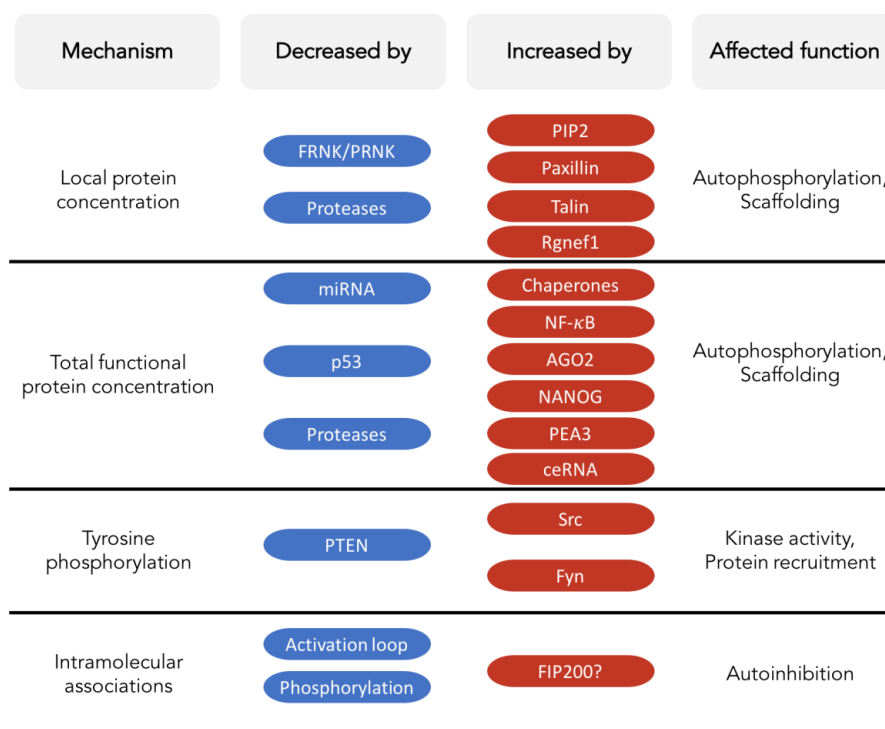 Mechanism
Decreased by
Increased by
Affected function
Local protein
concentration
FRNK/PRNK
Proteases
PIP2
Paxillin
Talin
Rgnef1
Autophosphorylation,
Scaffolding
Total functional
protein concentration
miRNA
p53
Proteases
Chaperones
NF-κB
AGO2
NANOG
PEA3
ceRNA
Autophosphorylation,
Scaffolding
Tyrosine
phosphorylation
PTEN
Src
Fyn
Kinase activity,
Protein recruitment
Intramolecular
associations
Activation loop
Phosphorylation
FIP200?
Autoinhibition